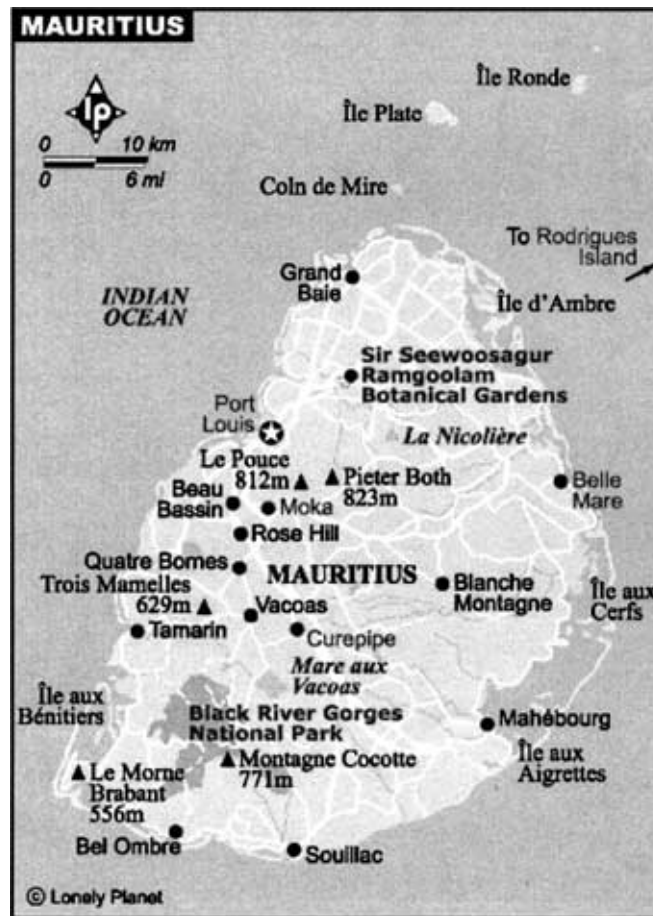 MAURITIUS
Île Ronde
Île Plate
lp
0 10 km
0 6 mi
Coln de Mire
To Rodrigues
Island
Grand
Baie
INDIAN
OCEAN
Île d'Ambre
Sir Seewoosagur
Ramgoolam
Botanical Gardens
Port
Louis
La Nicolière
Le Pouce
812m
Pieter Both
823m
Belle
Mare
Beau
Bassin
Moka
Rose Hill
Quatre Bornes
MAURITIUS
Blanche
Montagne
Trois Mamelles
629m
Île aux
Cerfs
Vacoas
Tamarin
Curepipe
Mare aux
Vacoas
Île aux
Bénitiers
Black River Gorges
National Park
Mahébourg
Île aux
Aigrettes
Montagne Cocotte
771m
Le Morne
Brabant
556m
Bel Ombre
Souillac
© Lonely Planet